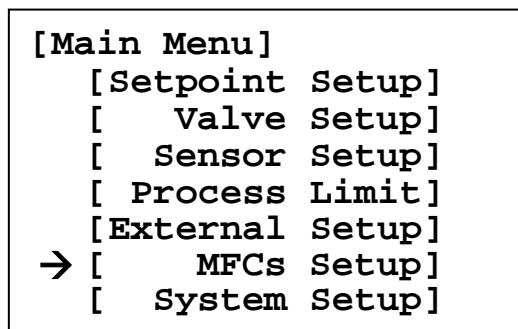 [Main Menu]
[Setpoint Setup]
[   Valve Setup]
[  Sensor Setup]
[ Process Limit]
[External Setup]
→ [    MFCs Setup]
[  System Setup]